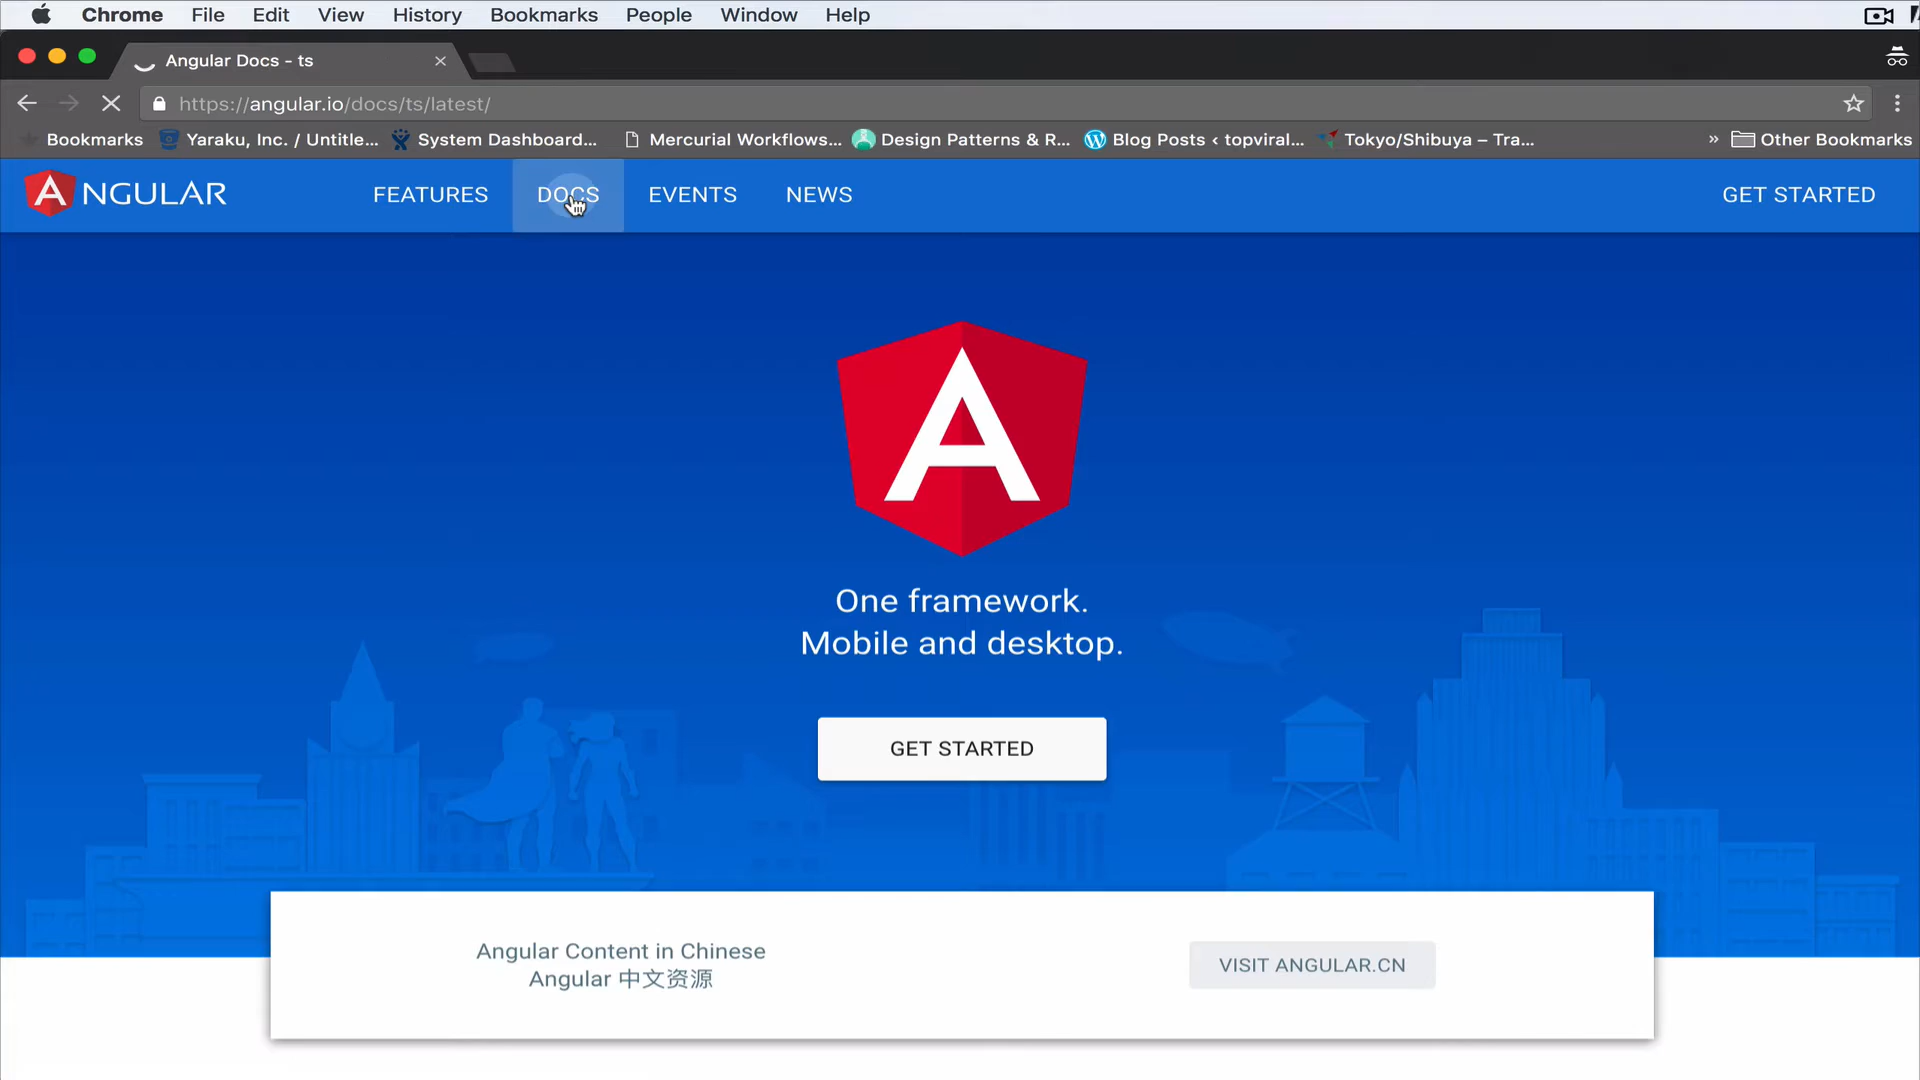 Chrome File Edit View History Bookmarks People Window Help
Angular Docs - ts
https://angular.io/docs/ts/latest/
Bookmarks Yaraku, Inc. / Untitle... System Dashboard... Mercurial Workflows... Design Patterns & R... Blog Posts ‹ topviral... Tokyo/Shibuya – Tra... » Other Bookmarks
ANGULAR FEATURES DOCS EVENTS NEWS GET STARTED
A
One framework.
Mobile and desktop.
GET STARTED
Angular Content in Chinese
Angular 中文资源
VISIT ANGULAR.CN